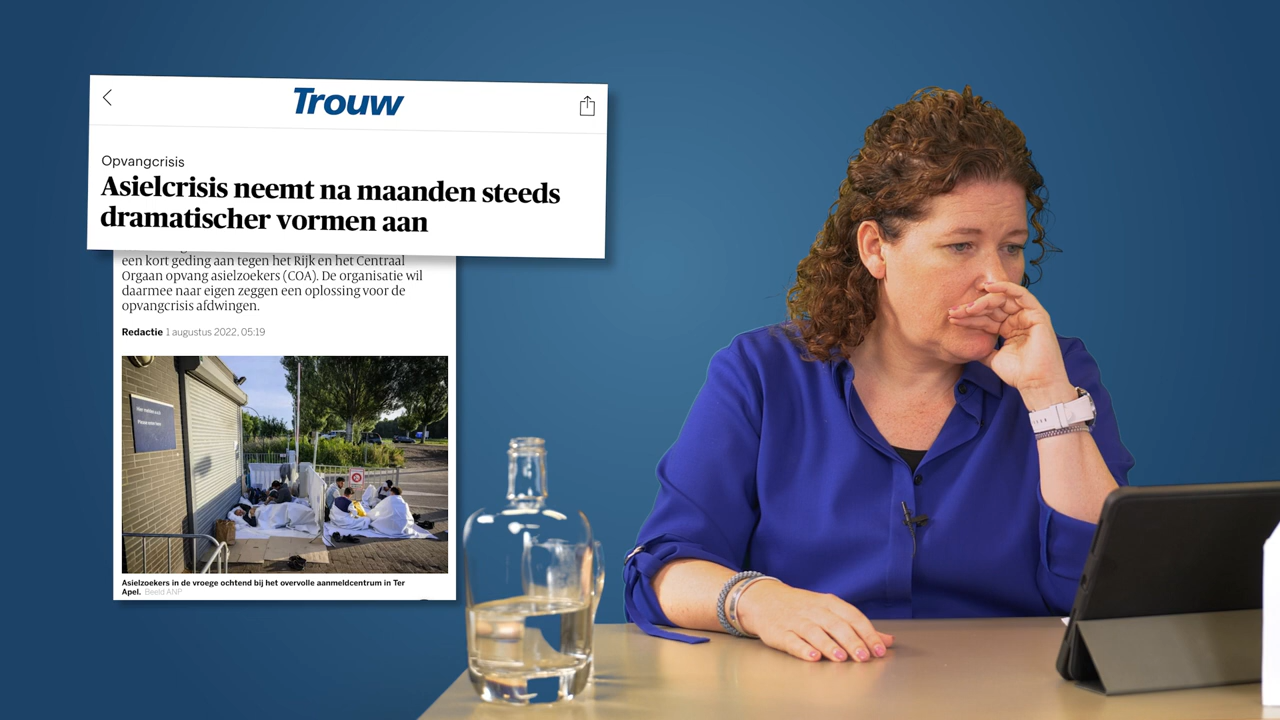 Trouw
Opvangcrisis
Asielcrisis neemt na maanden steeds
dramatischer vormen aan
een kort geding aan tegen het Rijk en het Centraal
Orgaan opvang asielzoekers (COA). De organisatie wil
daarmee naar eigen zeggen een oplossing voor de
opvangcrisis afdwingen.
Redactie 1 augustus 2022, 05:19
Asielzoekers in de vroege ochtend bij het overvolle aanmeldcentrum in Ter
Apel. Beeld ANP